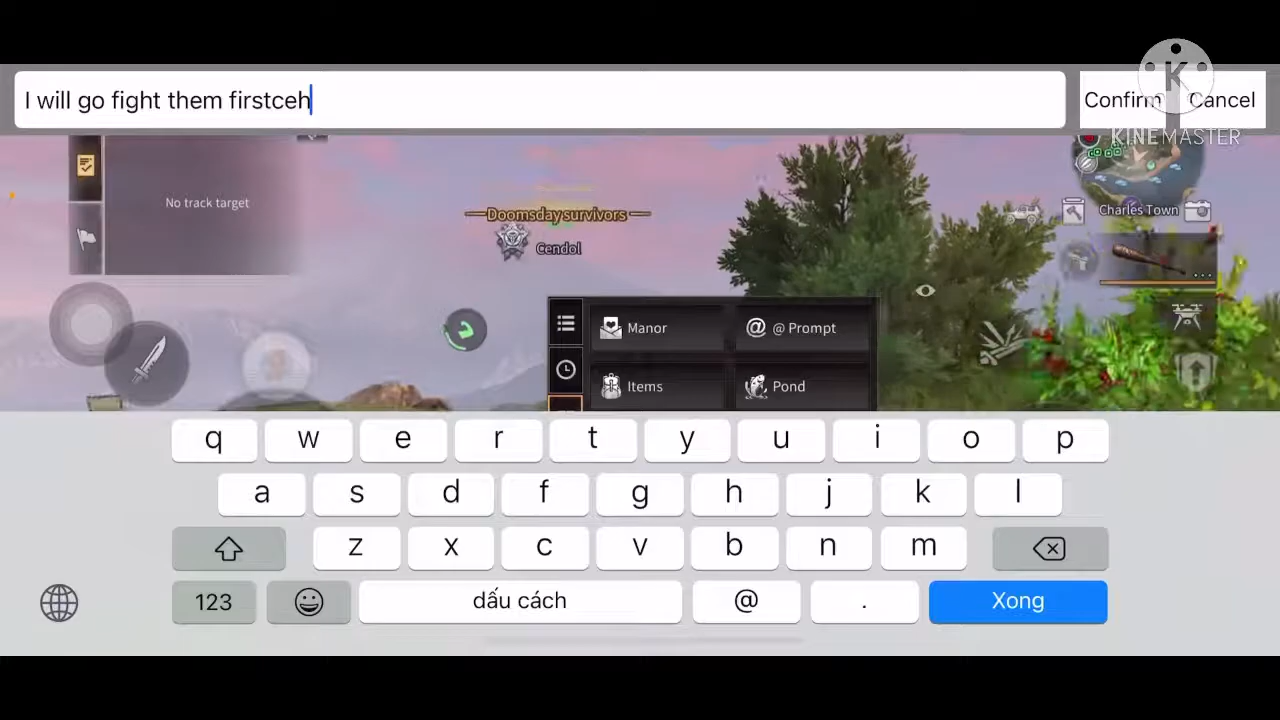 I will go fight them firstceh
Confirm Cancel
K
KINEMASTER
No track target
Doomsday survivors
Cendol
Charles Town
Manor
@ Prompt
Items
Pond
q w e r t y u i o p
a s d f g h j k l
z x c v b n m
123 dấu cách @ . Xong